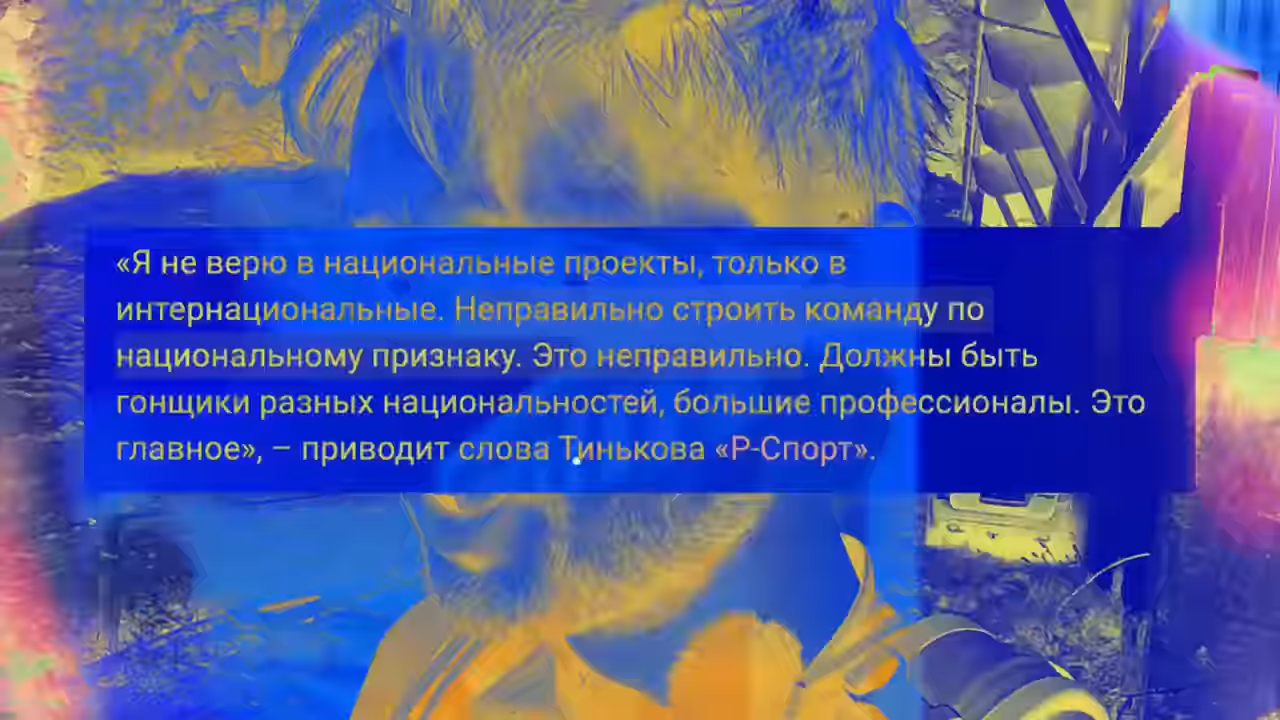 «Я не верю в национальные проекты, только в
интернациональные. Неправильно строить команду по
национальному признаку. Это неправильно. Должны быть
гонщики разных национальностей, большие профессионалы. Это
главное», – приводит слова Тинькова «Р-Спорт».